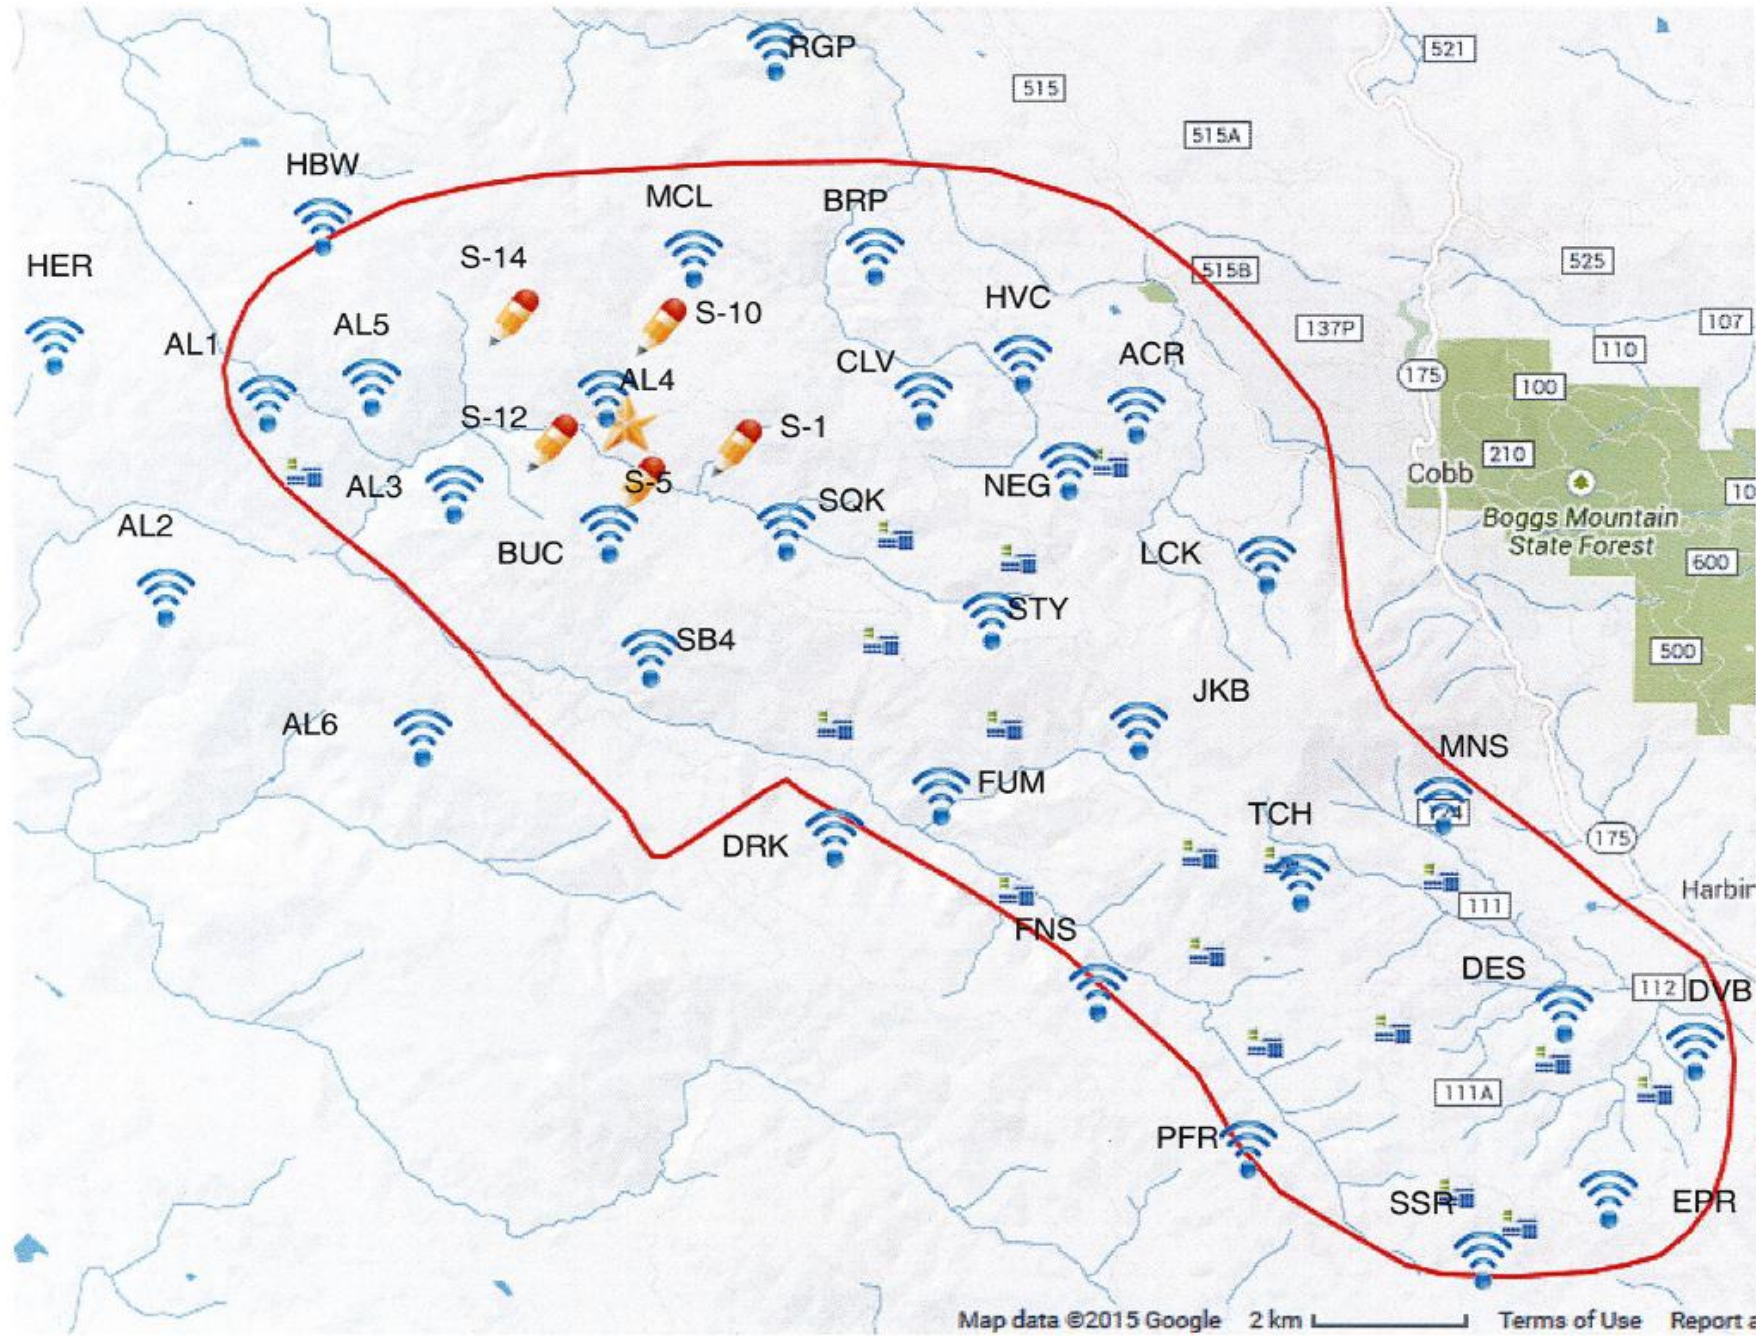 RGP
521
515
515A
HBW
MCL
BRP
S-14
HER
525
515B
HVC
S-10
107
137P
AL5
AL1
110
ACR
CLV
175
AL4
100
S-12
S-1
210
Cobb
S-5
AL3
NEG
10
SQK
Boggs Mountain
State Forest
AL2
BUC
LCK
600
STY
SB4
500
JKB
AL6
MNS
FUM
TCH
175
DRK
Harbin
111
FNS
DES
112
DVB
111A
PFR
SSR
EPR
Map data ©2015 Google 2 km Terms of Use Report a